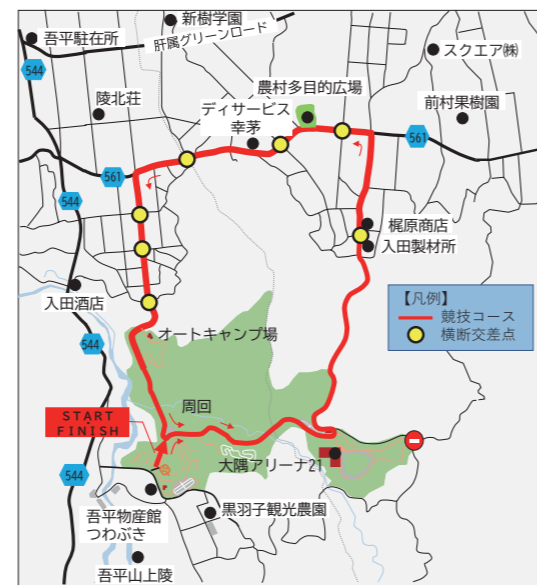 新樹学園
吾平駐在所
肝属グリーンロード
スクエア㈱
544
農村多目的広場
陵北荘
ディサービス
幸茅
前村果樹園
561
561
544
梶原商店
入田製材所
入田酒店
【凡例】
競技コース
横断交差点
オートキャンプ場
544
周回
START
FINISH
大隅アリーナ21
544
吾平物産館
つわぶき
黒羽子観光農園
吾平山上陵